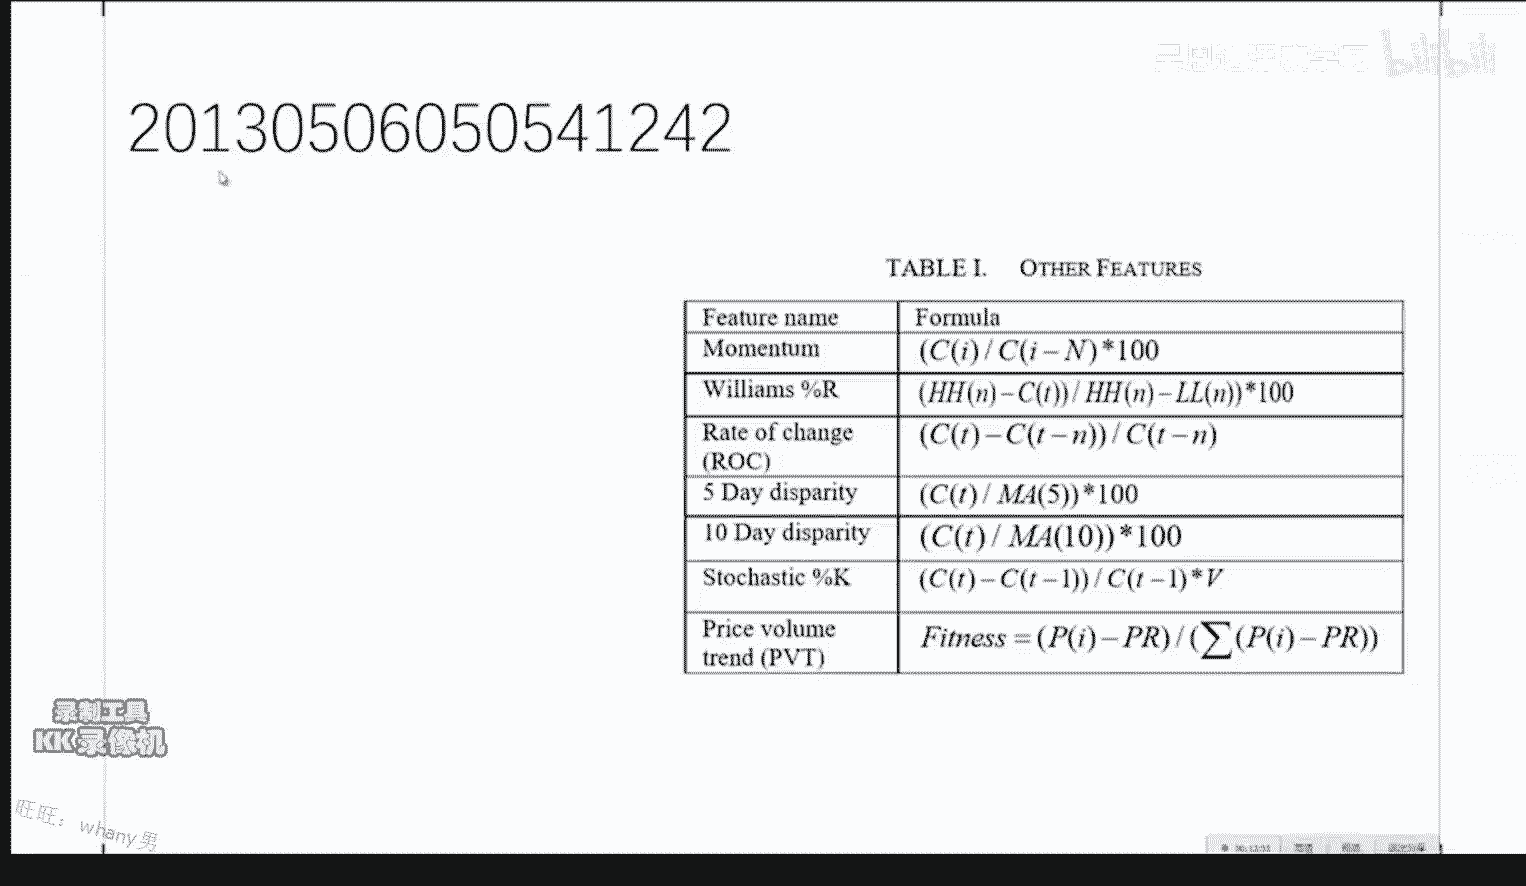 bilibili
20130506050541242
TABLE I. OTHER FEATURES
Feature name Formula
Momentum (C(i)/C(i−N)*100
Williams %R (HH(n)−C(t))/HH(n)−LL(n))*100
Rate of change (C(t)−C(t−n))/C(t−n)
(ROC)
5 Day disparity (C(t)/MA(5))*100
10 Day disparity (C(t)/MA(10))*100
Stochastic %K (C(t)−C(t−1))/C(t−1)*V
Price volume Fitness=(P(i)−PR)/(∑(P(i)−PR))
trend (PVT)
录制工具
KK录像机
旺旺：whany男